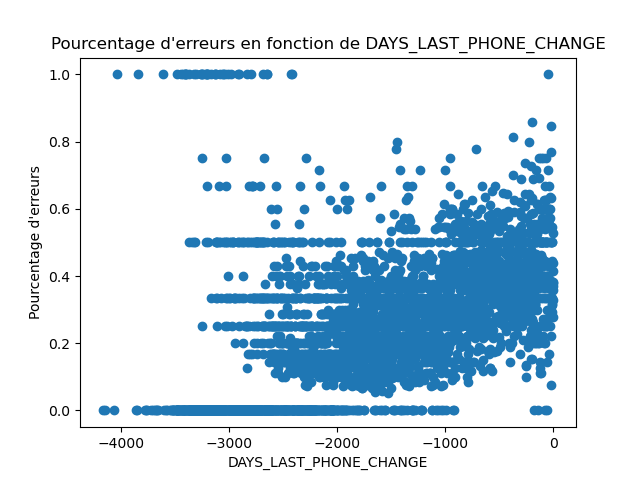 Pourcentage d'erreurs en fonction de DAYS_LAST_PHONE_CHANGE
1.0
0.8
0.6
0.4
0.2
0.0
Pourcentage d'erreurs
−4000 −3000 −2000 −1000 0
DAYS_LAST_PHONE_CHANGE